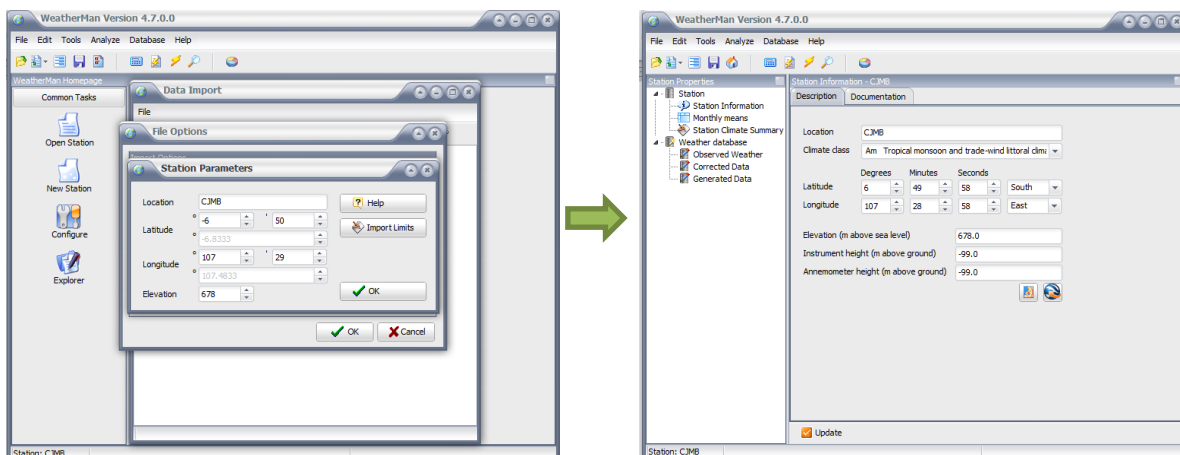 WeatherMan Version 4.7.0.0
File Edit Tools Analyze Database Help
WeatherMan Homepage
Common Tasks
Open Station
New Station
Configure
Explorer
Data Import
File
File Options
Station Parameters
Location CJMB
Help
Latitude ° -6 ' 50
° -6.8333
Import Limits
Longitude ° 107 ' 29
° 107.4833
Elevation 678
OK
OK Cancel
Station: CJMB
WeatherMan Version 4.7.0.0
File Edit Tools Analyze Database Help
Station Properties
Station
Station Information
Monthly means
Station Climate Summary
Weather database
Observed Weather
Corrected Data
Generated Data
Station Information - CJMB
Description Documentation
Location CJMB
Climate class Am Tropical monsoon and trade-wind littoral clima
Degrees Minutes Seconds
Latitude 6 49 58 South
Longitude 107 28 58 East
Elevation (m above sea level) 678.0
Instrument height (m above ground) -99.0
Annemometer height (m above ground) -99.0
Update
Station: CJMB